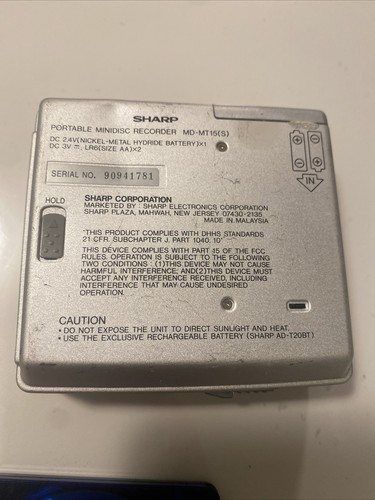 SHARP
PORTABLE MINIDISC RECORDER MD-MT15(S)
DC 2.4V(NICKEL-METAL HYDRIDE BATTERY)×1
DC 3V ⎓, LR6(SIZE AA)×2
SERIAL NO. 90941781
IN
HOLD
SHARP CORPORATION
MARKETED BY : SHARP ELECTRONICS CORPORATION
SHARP PLAZA, MAHWAH, NEW JERSEY 07430-2135
MADE IN MALAYSIA
"THIS PRODUCT COMPLIES WITH DHHS STANDARDS
21 CFR. SUBCHAPTER J, PART 1040. 10"
THIS DEVICE COMPLIES WITH PART 15 OF THE FCC
RULES. OPERATION IS SUBJECT TO THE FOLLOWING
TWO CONDITIONS :(1)THIS DEVICE MAY NOT CAUSE
HARMFUL INTERFERENCE; AND(2)THIS DEVICE MUST
ACCEPT ANY INTERFERENCE RECEIVED, INCLUDING
INTERFERENCE THAT MAY CAUSE UNDESIRED
OPERATION.
CAUTION
• DO NOT EXPOSE THE UNIT TO DIRECT SUNLIGHT AND HEAT.
• USE THE EXCLUSIVE RECHARGEABLE BATTERY (SHARP AD-T20BT)